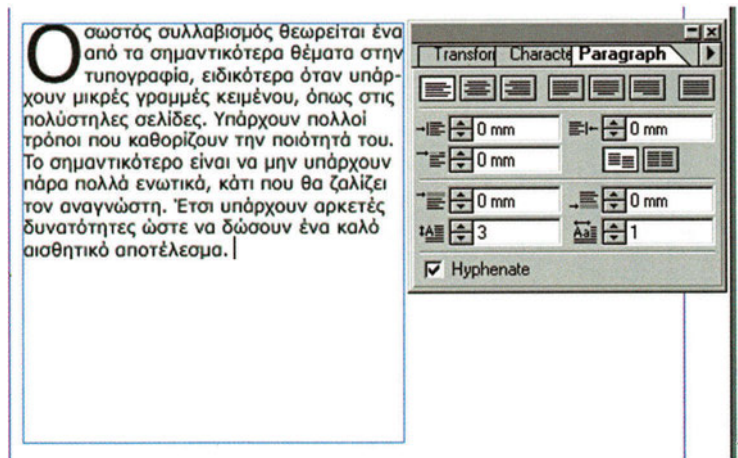 Ο σωστός συλλαβισμός θεωρείται ένα
από τα σημαντικότερα θέματα στην
τυπογραφία, ειδικότερα όταν υπάρ-
χουν μικρές γραμμές κειμένου, όπως στις
πολύστηλες σελίδες. Υπάρχουν πολλοί
τρόποι που καθορίζουν την ποιότητά του.
Το σημαντικότερο είναι να μην υπάρχουν
πάρα πολλά ενωτικά, κάτι που θα ζαλίζει
τον αναγνώστη. Έτσι υπάρχουν αρκετές
δυνατότητες ώστε να δώσουν ένα καλό
αισθητικό αποτέλεσμα.
Transforr Characte Paragraph
0 mm 0 mm
0 mm
0 mm 0 mm
3 1
Hyphenate